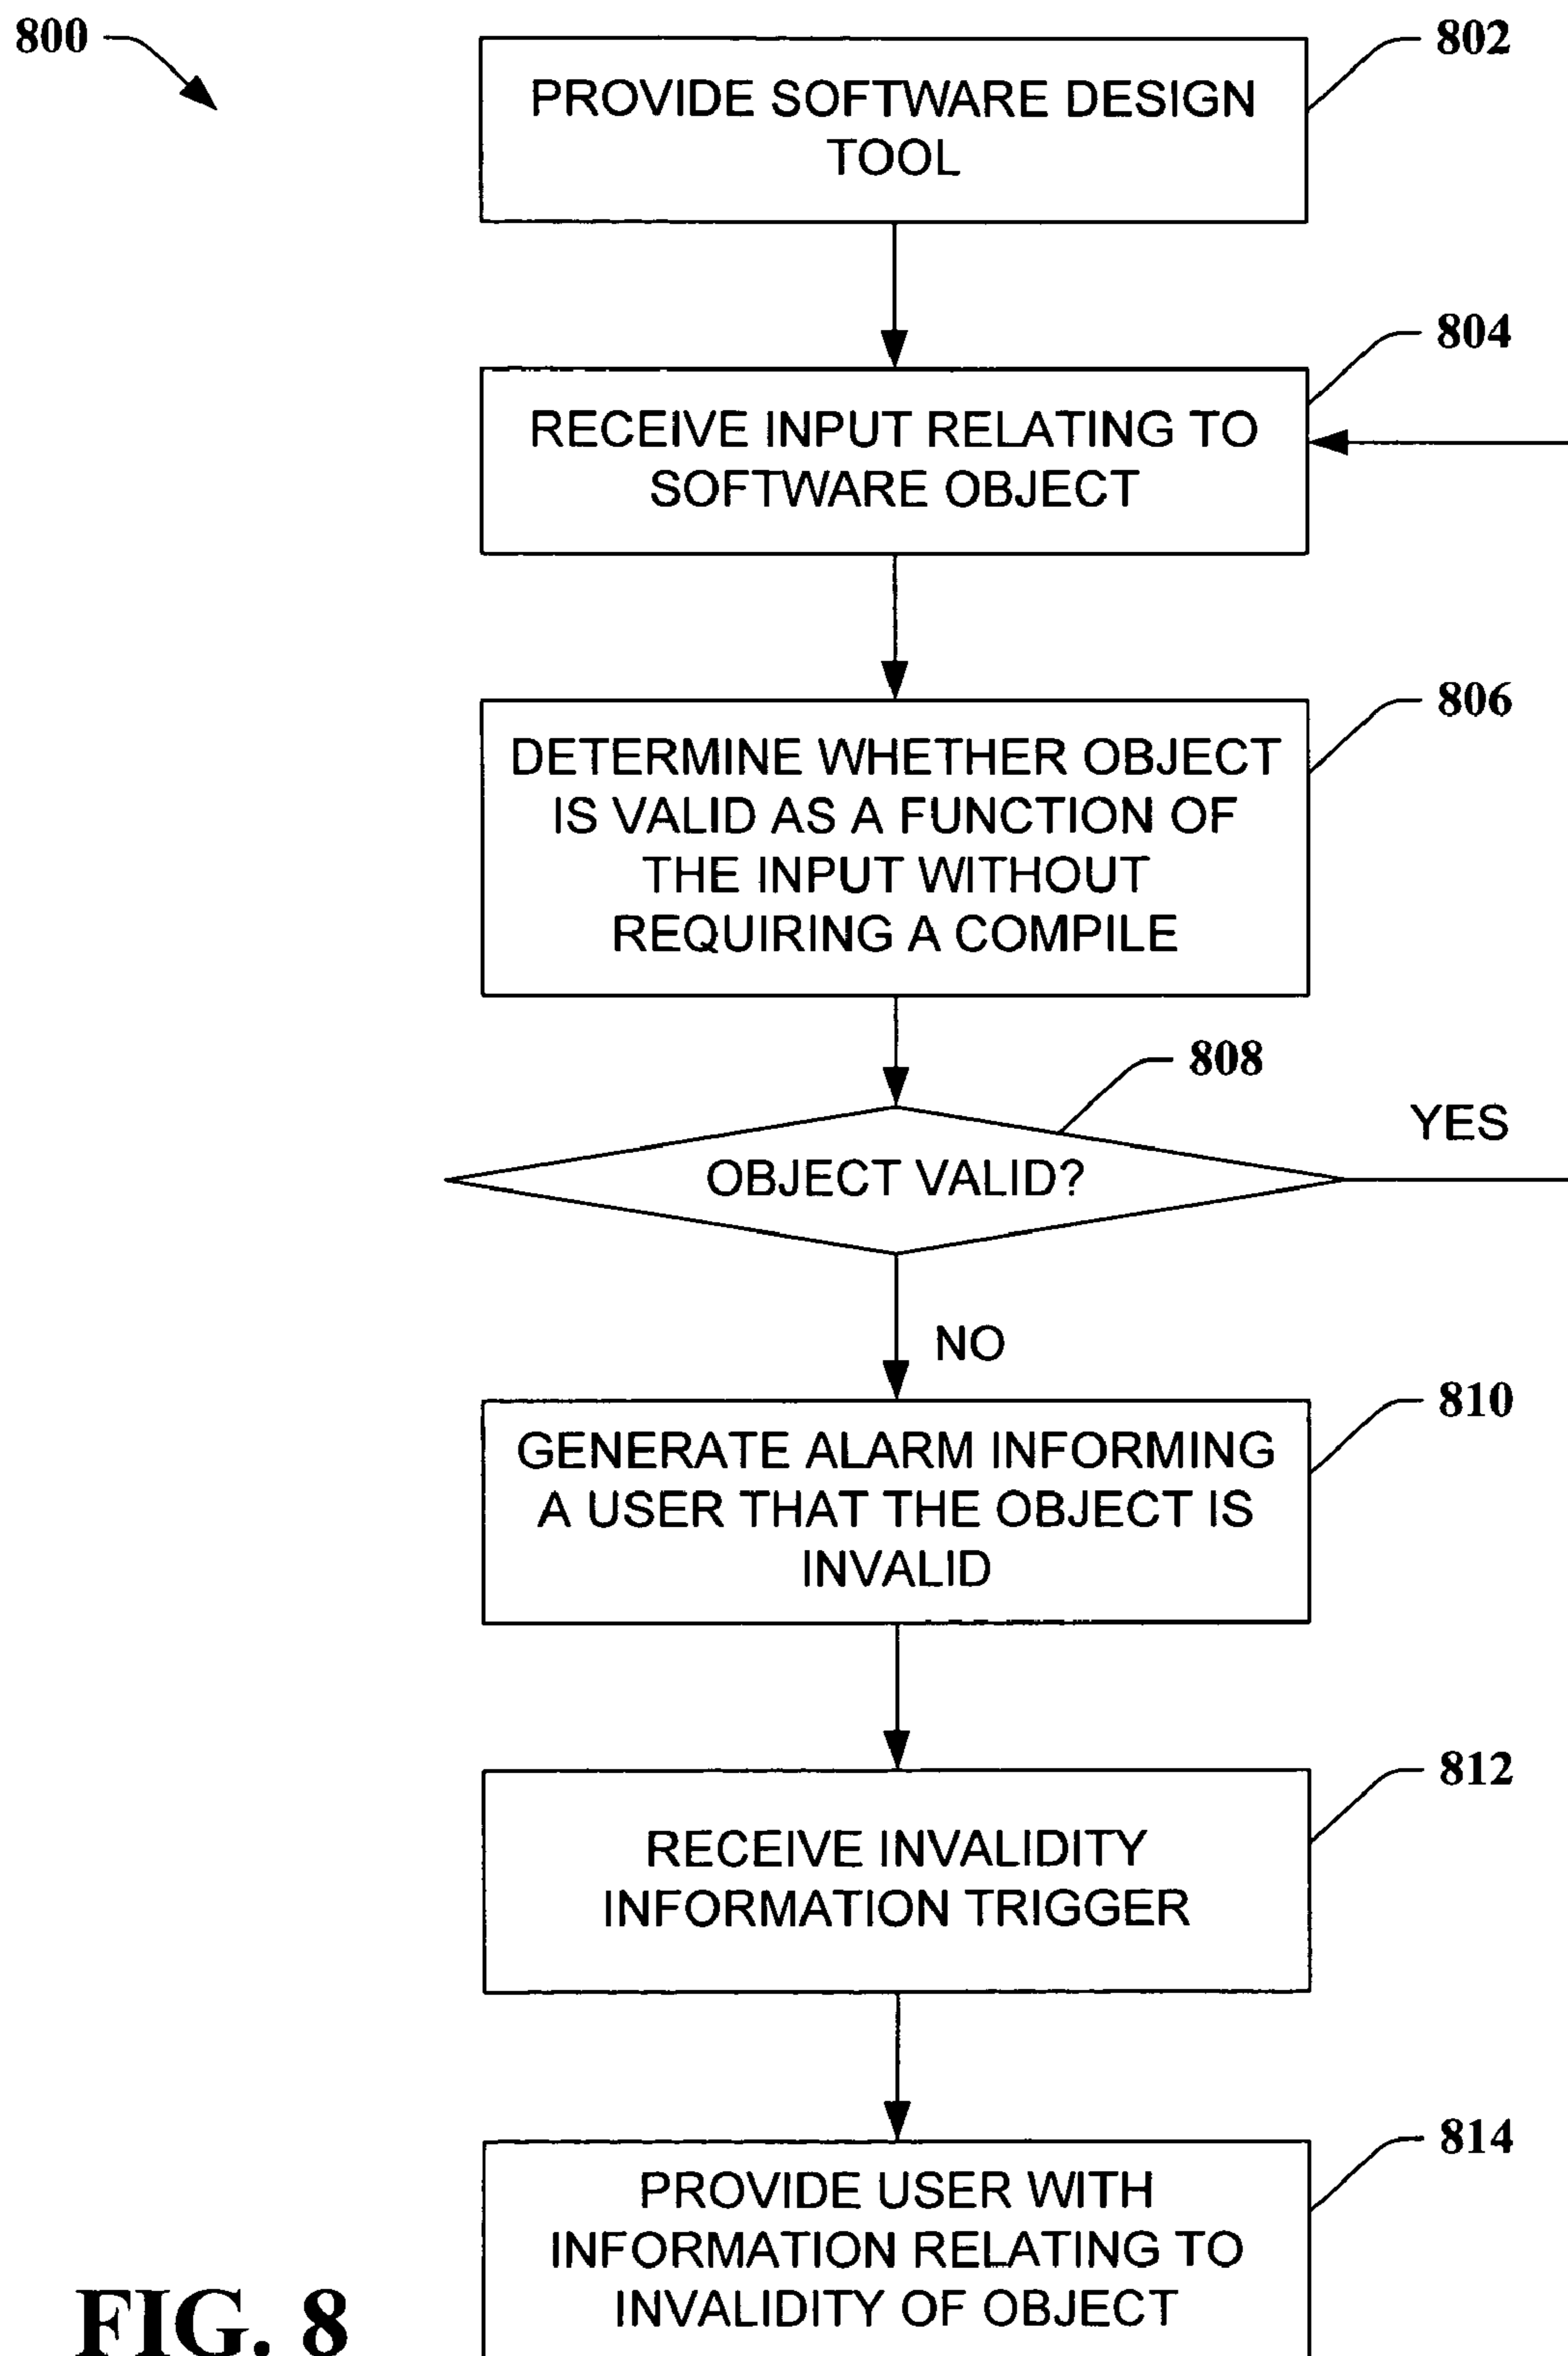 800
802
PROVIDE SOFTWARE DESIGN
TOOL
804
RECEIVE INPUT RELATING TO
SOFTWARE OBJECT
806
DETERMINE WHETHER OBJECT
IS VALID AS A FUNCTION OF
THE INPUT WITHOUT
REQUIRING A COMPILE
808
YES
OBJECT VALID?
NO
810
GENERATE ALARM INFORMING
A USER THAT THE OBJECT IS
INVALID
812
RECEIVE INVALIDITY
INFORMATION TRIGGER
814
PROVIDE USER WITH
INFORMATION RELATING TO
INVALIDITY OF OBJECT
FIG. 8